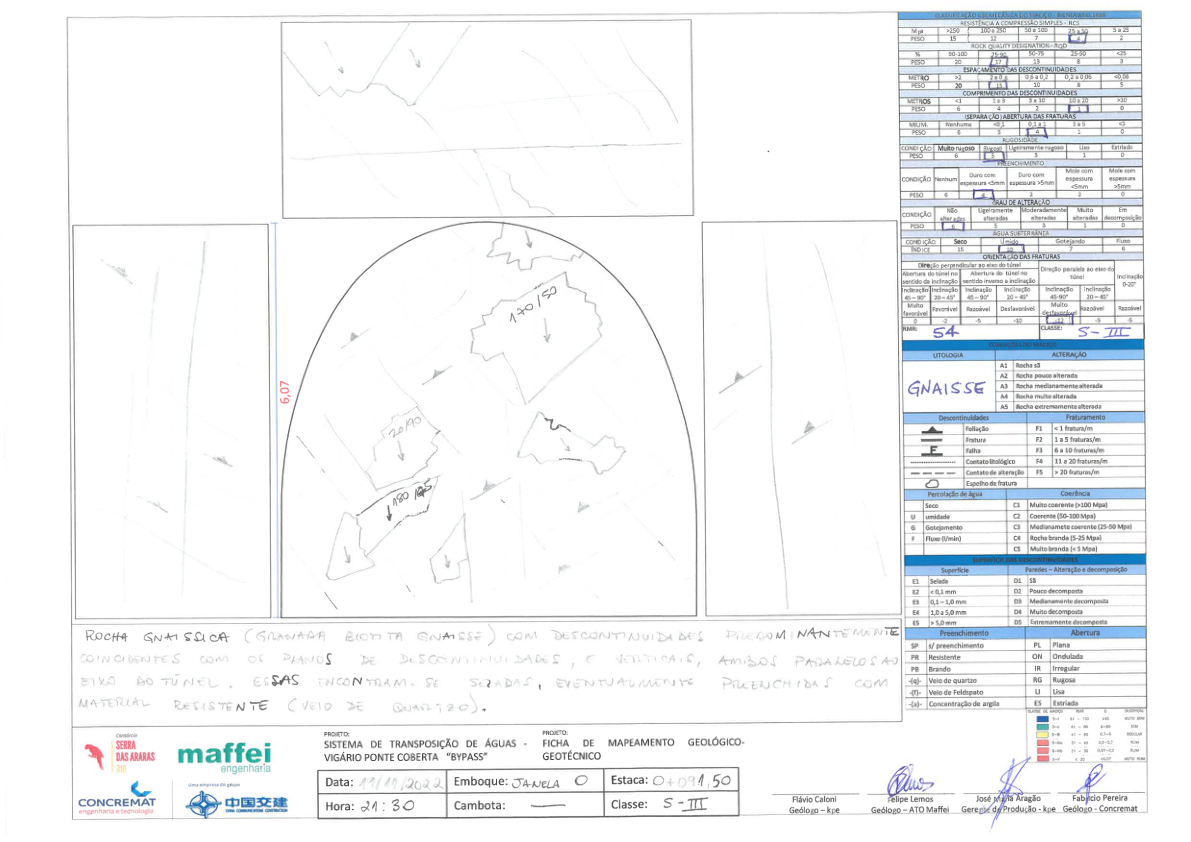 170/50
20/90
180/85
6,07
ROCHA GNAISSICA (GRANADA BIOTITA GNAISSE) COM DESCONTINUIDADES PREDOMINANTEMENTE
COINCIDENTES COM OS PLANOS DE DESCONTINUIDADES, E VERTICAIS, AMBOS PARALELOS AO
EIXO DO TÚNEL. ESSAS ENCONTRAM-SE SELADAS, EVENTUALMENTE PREENCHIDAS COM
MATERIAL RESISTENTE (VEIO DE QUARTZO).
RESISTÊNCIA A COMPRESSÃO SIMPLES - RCS
Mpa >250 100 a 250 50 a 100 25 a 50 5 a 25
PESO 15 12 7 4 2
ROCK QUALITY DESIGNATION - RQD
% 90-100 75-90 50-75 25-50 <25
PESO 20 17 13 8 3
ESPAÇAMENTO DAS DESCONTINUIDADES
METRO >2 2 a 0,6 0,6 a 0,2 0,2 a 0,06 <0,08
PESO 20 15 10 8 5
COMPRIMENTO DAS DESCONTINUIDADES
METROS <1 1 a 3 3 a 10 10 a 20 >10
PESO 6 4 2 1 0
(SEPARAÇÃO) ABERTURA DAS FRATURAS
MILIM. Nenhuma <0,1 0,1 a 1 1 a 5 <5
PESO 6 5 4 1 0
RUGOSIDADE
CONDIÇÃO Muito rugoso Rugoso Ligeiramente rugoso Liso Estriado
PESO 6 5 3 1 0
PREENCHIMENTO
CONDIÇÃO Nenhum Duro com espessura <5mm Duro com espessura >5mm Mole com espessura <5mm Mole com espessura >5mm
PESO 6 4 2 2 0
GRAU DE ALTERAÇÃO
CONDIÇÃO Não alteradas Ligeiramente alteradas Moderadamente alteradas Muito alteradas Em decomposição
PESO 6 5 3 1 0
ÁGUA SUBTERRÂNIA
CONDIÇÃO Seco Úmido Gotejando Fluxo
ÍNDICE 15 10 7 6
ORIENTAÇÃO DAS FRATURAS
Direção perpendicular ao eixo do túnel Direção paralela ao eixo do túnel Inclinação 0-20°
Abertura do túnel no sentido da inclinação Abertura do túnel no sentido inverso a inclinação
Inclinação 45 – 90° Inclinação 20 – 45° Inclinação 45 – 90° Inclinação 20 – 45° Inclinação 45-90° Inclinação 20 – 45°
Muito favorável Favorável Razoável Desfavorável Muito desfavorável Razoável Razoável
0 -2 -5 -10 -12 -5 -5
RMR: 54 CLASSE: S-III
LITOLOGIA ALTERAÇÃO
GNAISSE
A1 Rocha sã
A2 Rocha pouco alterada
A3 Rocha medianamente alterada
A4 Rocha muito alterada
A5 Rocha extremamente alterada
Descontinuidades Fraturamento
Foliação F1 < 1 fratura/m
Fratura F2 1 a 5 fraturas/m
F Falha F3 6 a 10 fraturas/m
Contato litológico F4 11 a 20 fraturas/m
Contato de alteração F5 > 20 fraturas/m
Espelho de fratura
Percolação de água Coerência
Seco C1 Muito coerente (>100 Mpa)
U umidade C2 Coerente (50-100 Mpa)
G Gotejamento C3 Medianamete coerente (25-50 Mpa)
F Fluxo (l/min) C4 Rocha branda (5-25 Mpa)
C5 Muito branda (< 5 Mpa)
SUPERFÍCIE DAS DESCONTINUIDADES
Superfície Paredes – Alteração e decomposição
E1 Selada D1 sã
E2 < 0,1 mm D2 Pouco decomposta
E3 0,1 – 1,0 mm D3 Medianamente decomposta
E4 1,0 a 5,0 mm D4 Muito decomposta
E5 > 5,0 mm D5 Extremamente decomposta
Preenchimento Abertura
SP s/ preenchimento PL Plana
PR Resistente ON Ondulada
PB Brando IR Irregular
-(q)- Veio de quartzo RG Rugosa
-(f)- Veio de Feldspato LI Lisa
-(a)- Concentração de argila ES Estriada
Consórcio
SERRA
DAS ARARAS
maffei
engenharia
CONCREMAT
engenharia e tecnologia
Uma empresa do grupo
中国交建
CHINA COMMUNICATIONS CONSTRUCTION
PROJETO:
SISTEMA DE TRANSPOSIÇÃO DE ÁGUAS -
VIGÁRIO PONTE COBERTA "BYPASS"
PROJETO:
FICHA DE MAPEAMENTO GEOLÓGICO-
GEOTÉCNICO
Data: 11/11/2022 Emboque: JANELA O Estaca: 0+091,50
Hora: 21:30 Cambota: — Classe: S-III
Flávio Caloni
Geólogo – kpe
Felipe Lemos
Geólogo – ATO Maffei
José Maria Aragão
Gerente de Produção - kpe
Fabricio Pereira
Geólogo - Concremat